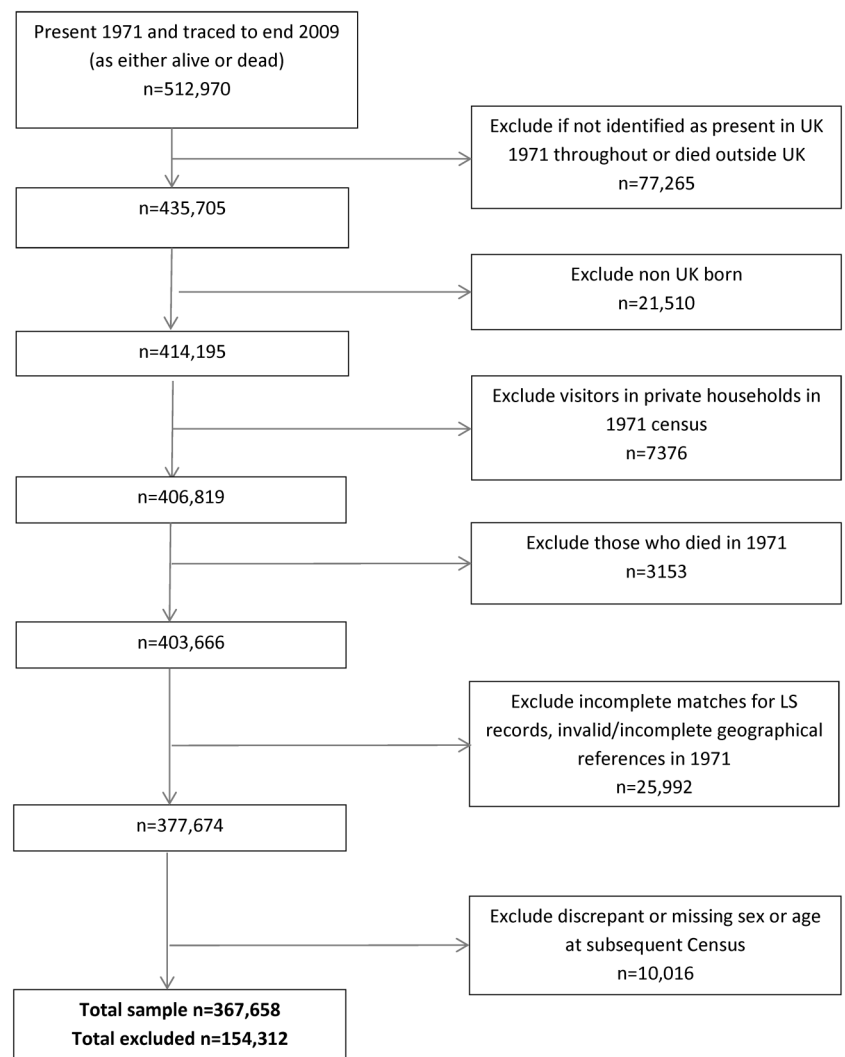 Present 1971 and traced to end 2009
(as either alive or dead)
n=512,970
Exclude if not identified as present in UK
1971 throughout or died outside UK
n=77,265
n=435,705
Exclude non UK born
n=21,510
n=414,195
Exclude visitors in private households in
1971 census
n=7376
n=406,819
Exclude those who died in 1971
n=3153
n=403,666
Exclude incomplete matches for LS
records, invalid/incomplete geographical
references in 1971
n=25,992
n=377,674
Exclude discrepant or missing sex or age
at subsequent Census
n=10,016
Total sample n=367,658
Total excluded n=154,312